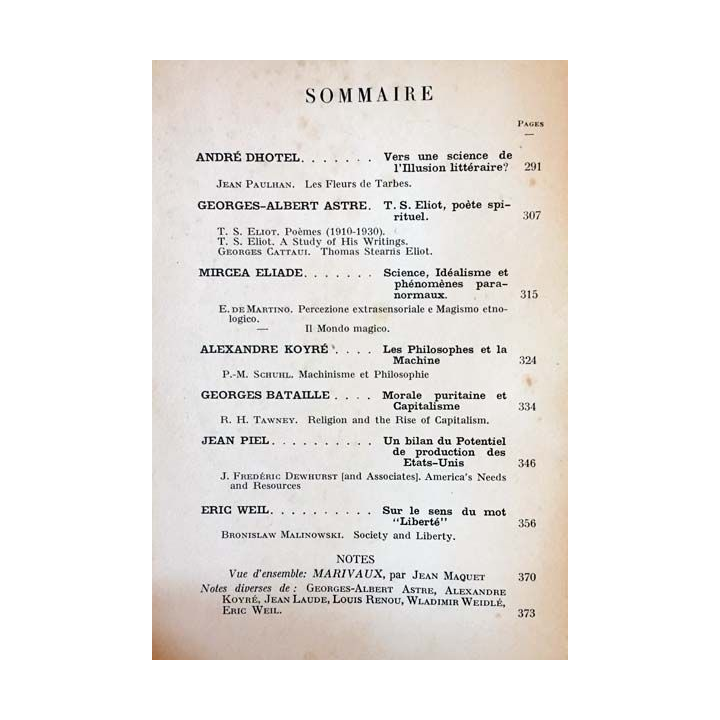 SOMMAIRE
PAGES
ANDRÉ DHOTEL. . . . . . . Vers une science de
l'Illusion littéraire? 291
JEAN PAULHAN. Les Fleurs de Tarbes.
GEORGES-ALBERT ASTRE. T. S. Eliot, poète spi-
rituel. 307
T. S. ELIOT. Poèmes (1910-1930).
T. S. Eliot. A Study of His Writings.
GEORGES CATTAUI. Thomas Stearns Eliot.
MIRCEA ELIADE. . . . . . . Science, Idéalisme et
phénomènes para-
normaux. 315
E. DE MARTINO. Percezione extrasensoriale e Magismo etno-
logico.
— Il Mondo magico.
ALEXANDRE KOYRÉ . . . . Les Philosophes et la
Machine 324
P.-M. SCHUHL. Machinisme et Philosophie
GEORGES BATAILLE . . . . Morale puritaine et
Capitalisme 334
R. H. TAWNEY. Religion and the Rise of Capitalism.
JEAN PIEL. . . . . . . . . . Un bilan du Potentiel
de production des
Etats-Unis 346
J. FREDÉRIC DEWHURST [and Associates]. America's Needs
and Resources
ERIC WEIL. . . . . . . . . . Sur le sens du mot
"Liberté" 356
BRONISLAW MALINOWSKI. Society and Liberty.
NOTES
Vue d'ensemble: MARIVAUX, par JEAN MAQUET 370
Notes diverses de : GEORGES-ALBERT ASTRE, ALEXANDRE
KOYRÉ, JEAN LAUDE, LOUIS RENOU, WLADIMIR WEIDLÉ,
ERIC WEIL. 373